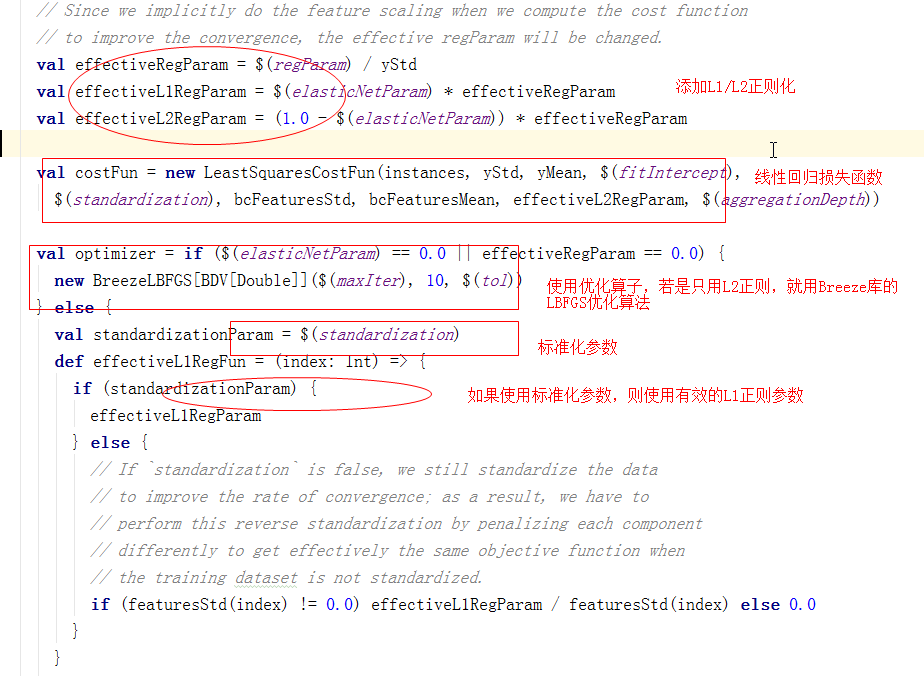 // Since we implicitly do the feature scaling when we compute the cost function
// to improve the convergence, the effective regParam will be changed.
val effectiveRegParam = $(regParam) / yStd
val effectiveL1RegParam = $(elasticNetParam) * effectiveRegParam
添加L1/L2正则化
val effectiveL2RegParam = (1.0 - $(elasticNetParam)) * effectiveRegParam
val costFun = new LeastSquaresCostFun(instances, yStd, yMean, $(fitIntercept),
线性回归损失函数
$(standardization), bcFeaturesStd, bcFeaturesMean, effectiveL2RegParam, $(aggregationDepth))
val optimizer = if ($(elasticNetParam) == 0.0 || effectiveRegParam == 0.0) {
new BreezeLBFGS[BDV[Double]]($(maxIter), 10, $(tol))
使用优化算子，若是只用L2正则，就用Breeze库的
LBFGS优化算法
} else {
val standardizationParam = $(standardization)
标准化参数
def effectiveL1RegFun = (index: Int) => {
if (standardizationParam) {
如果使用标准化参数，则使用有效的L1正则参数
effectiveL1RegParam
} else {
// If `standardization` is false, we still standardize the data
// to improve the rate of convergence; as a result, we have to
// perform this reverse standardization by penalizing each component
// differently to get effectively the same objective function when
// the training dataset is not standardized.
if (featuresStd(index) != 0.0) effectiveL1RegParam / featuresStd(index) else 0.0
}
}